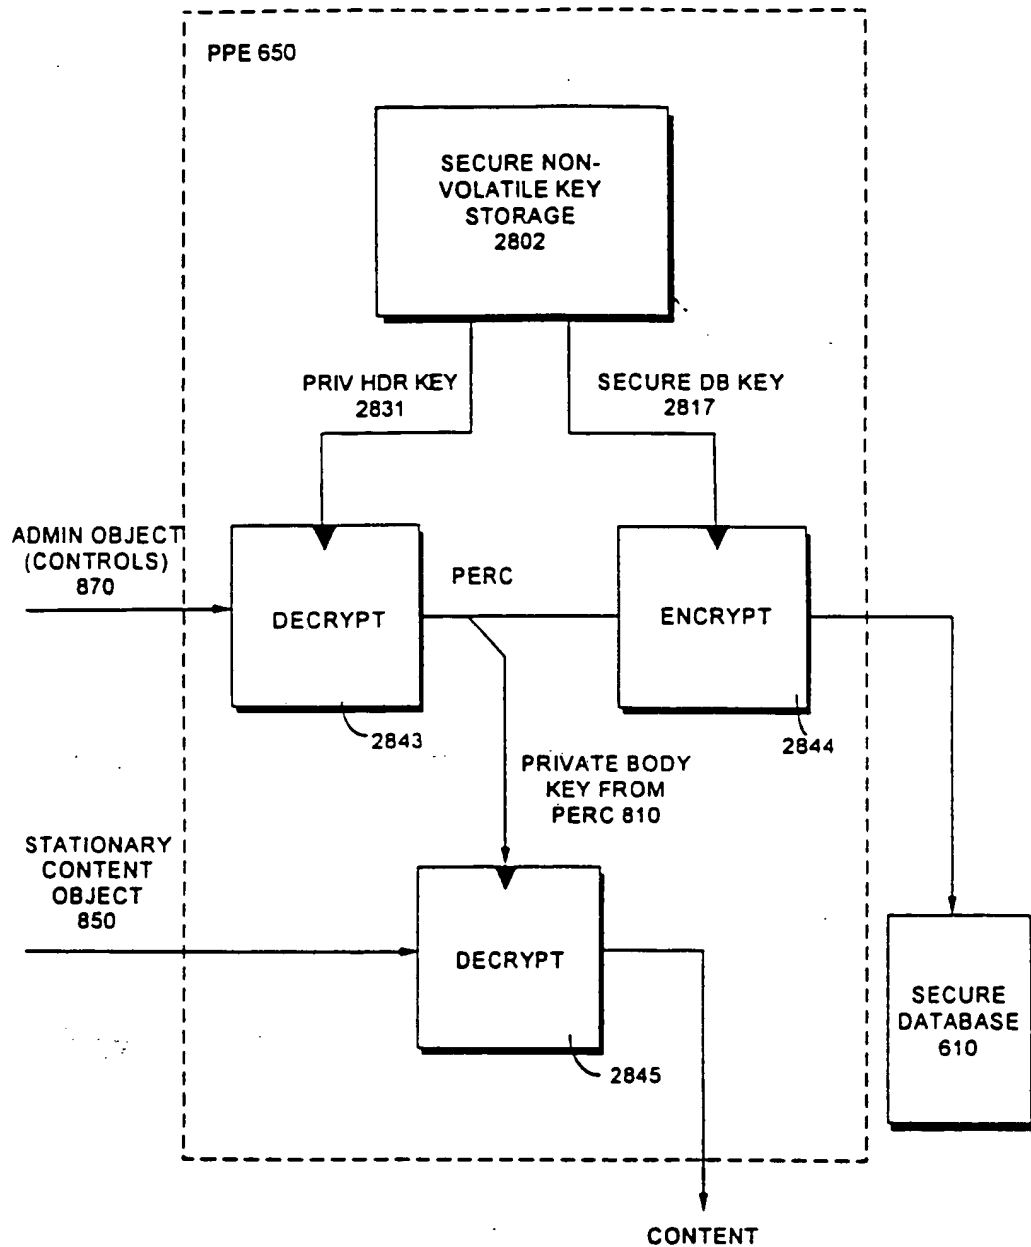 PPE 650
SECURE NON-
VOLATILE KEY
STORAGE
2802
PRIV HDR KEY
2831
SECURE DB KEY
2817
ADMIN OBJECT
(CONTROLS)
870
DECRYPT
PERC
ENCRYPT
2843
2844
PRIVATE BODY
KEY FROM
PERC 810
STATIONARY
CONTENT
OBJECT
850
DECRYPT
2845
SECURE
DATABASE
610
CONTENT